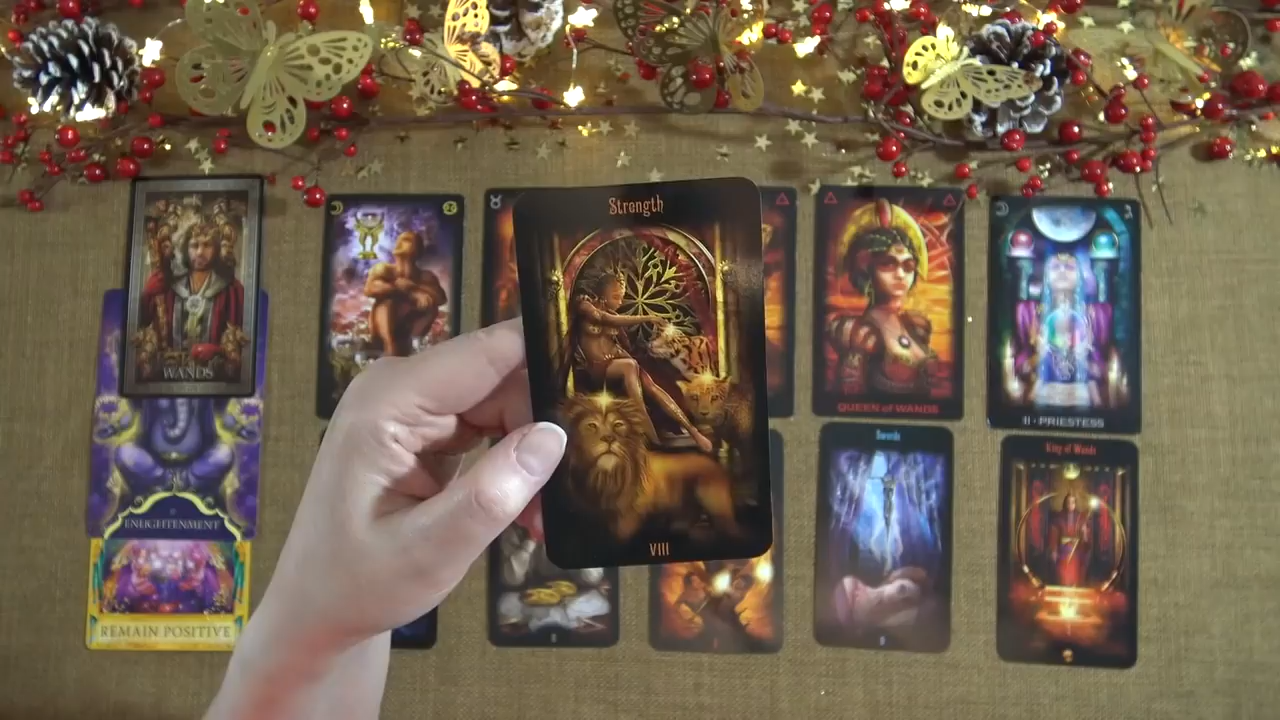 Strength
VIII
WANDS
ENLIGHTENMENT
REMAIN POSITIVE
QUEEN of WANDS
II - PRIESTESS
Swords
King of Wands